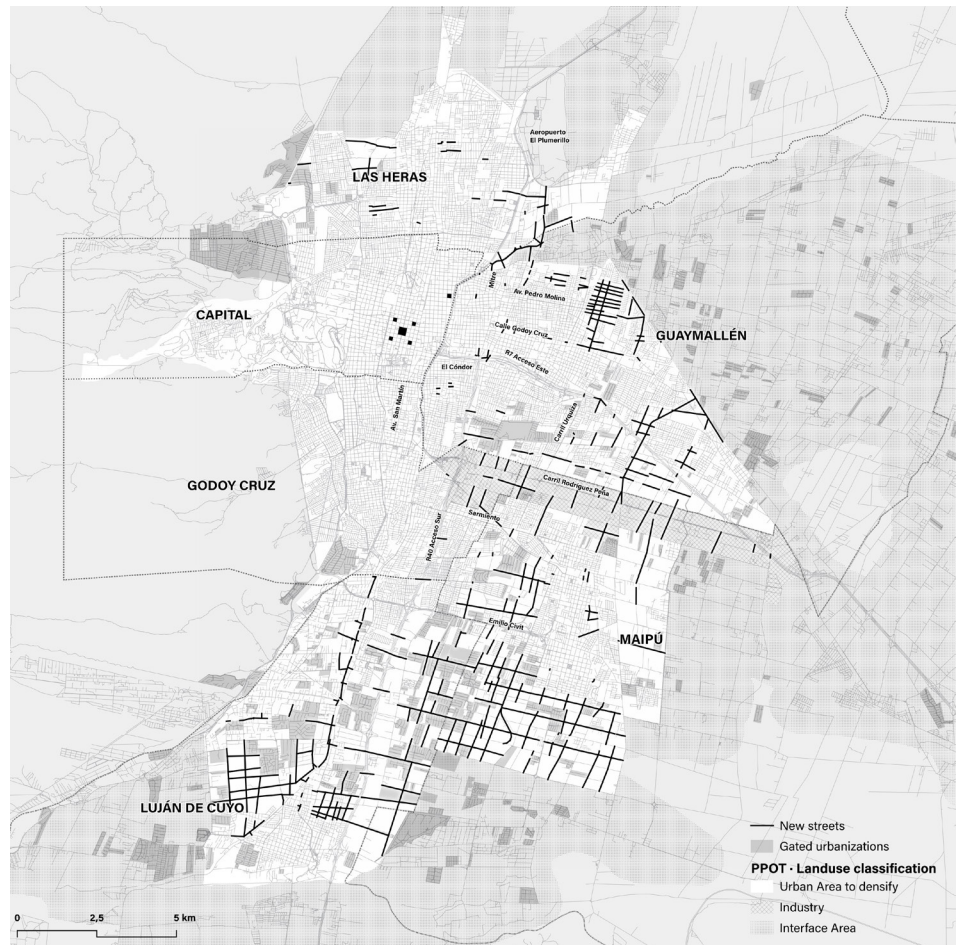 Aeropuerto
El Plumerillo
LAS HERAS
Mitre
Av. Pedro Molina
CAPITAL
Calle Godoy Cruz
GUAYMALLÉN
R7 Acceso Este
El Cóndor
Av. San Martín
Carril Urquiza
GODOY CRUZ
Carril Rodriguez Peña
Sarmiento
R40 Acceso Sur
Emilio Civit
MAIPÚ
LUJÁN DE CUYO
New streets
Gated urbanizations
PPOT · Landuse classification
Urban Area to densify
Industry
Interface Area
0 2,5 5 km